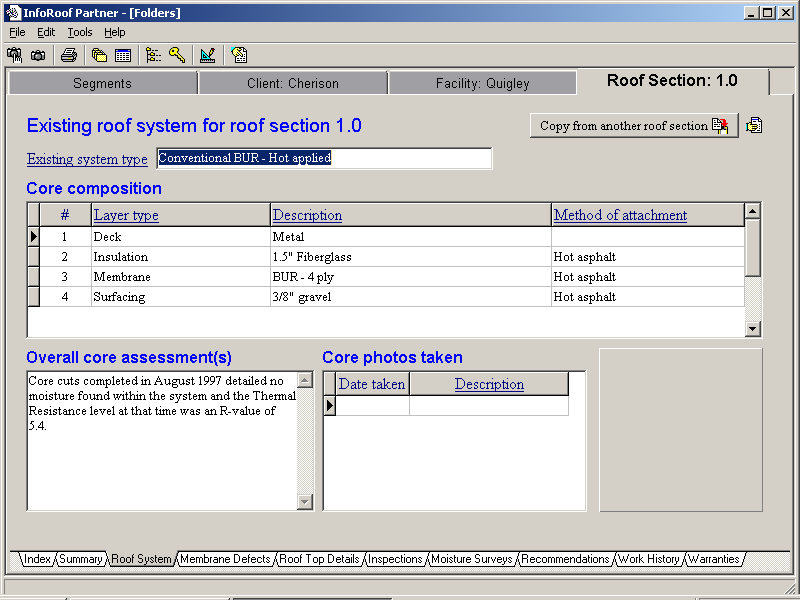 InfoRoof Partner - [Folders]
File Edit Tools Help
Segments Client: Cherison Facility: Quigley Roof Section: 1.0
Existing roof system for roof section 1.0 Copy from another roof section
Existing system type Conventional BUR - Hot applied
Core composition
# Layer type Description Method of attachment
1 Deck Metal
2 Insulation 1.5" Fiberglass Hot asphalt
3 Membrane BUR - 4 ply Hot asphalt
4 Surfacing 3/8" gravel Hot asphalt
Overall core assessment(s) Core photos taken
Date taken Description
Core cuts completed in August 1997 detailed no
moisture found within the system and the Thermal
Resistance level at that time was an R-value of
5.4.
Index Summary Roof System Membrane Defects Roof Top Details Inspections Moisture Surveys Recommendations Work History Warranties